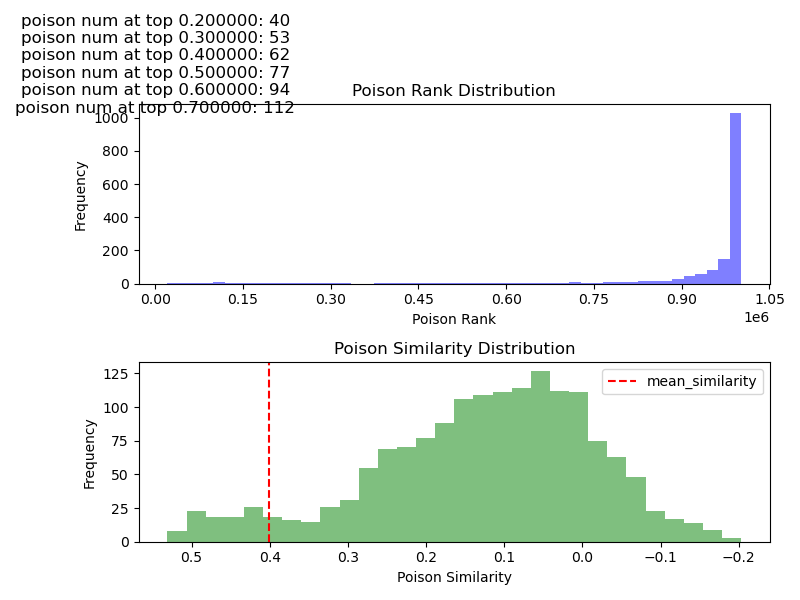 poison num at top 0.200000: 40
poison num at top 0.300000: 53
poison num at top 0.400000: 62
poison num at top 0.500000: 77
poison num at top 0.600000: 94
poison num at top 0.700000: 112
Poison Rank Distribution
1000
800
600
400
200
0
Frequency
0.00 0.15 0.30 0.45 0.60 0.75 0.90 1.05
1e6
Poison Rank
Poison Similarity Distribution
mean_similarity
125
100
75
50
25
0
Frequency
0.5 0.4 0.3 0.2 0.1 0.0 −0.1 −0.2
Poison Similarity